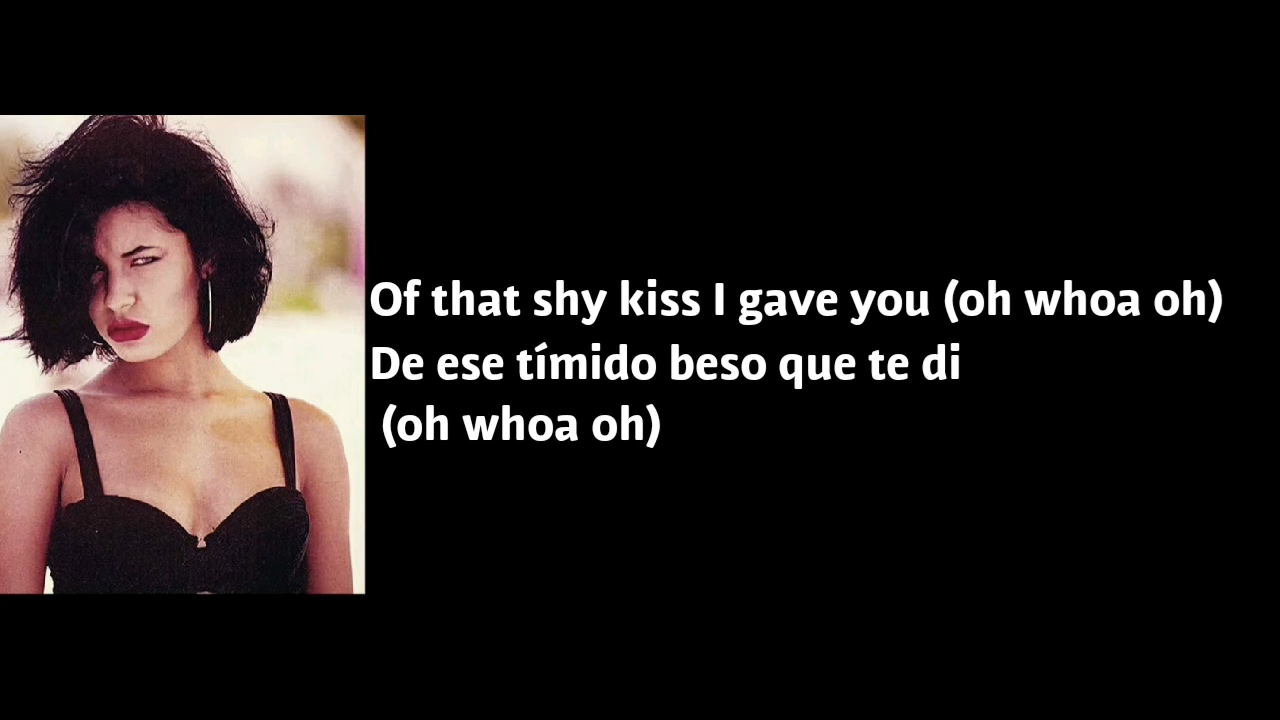 Of that shy kiss I gave you (oh whoa oh)
De ese tímido beso que te di
(oh whoa oh)